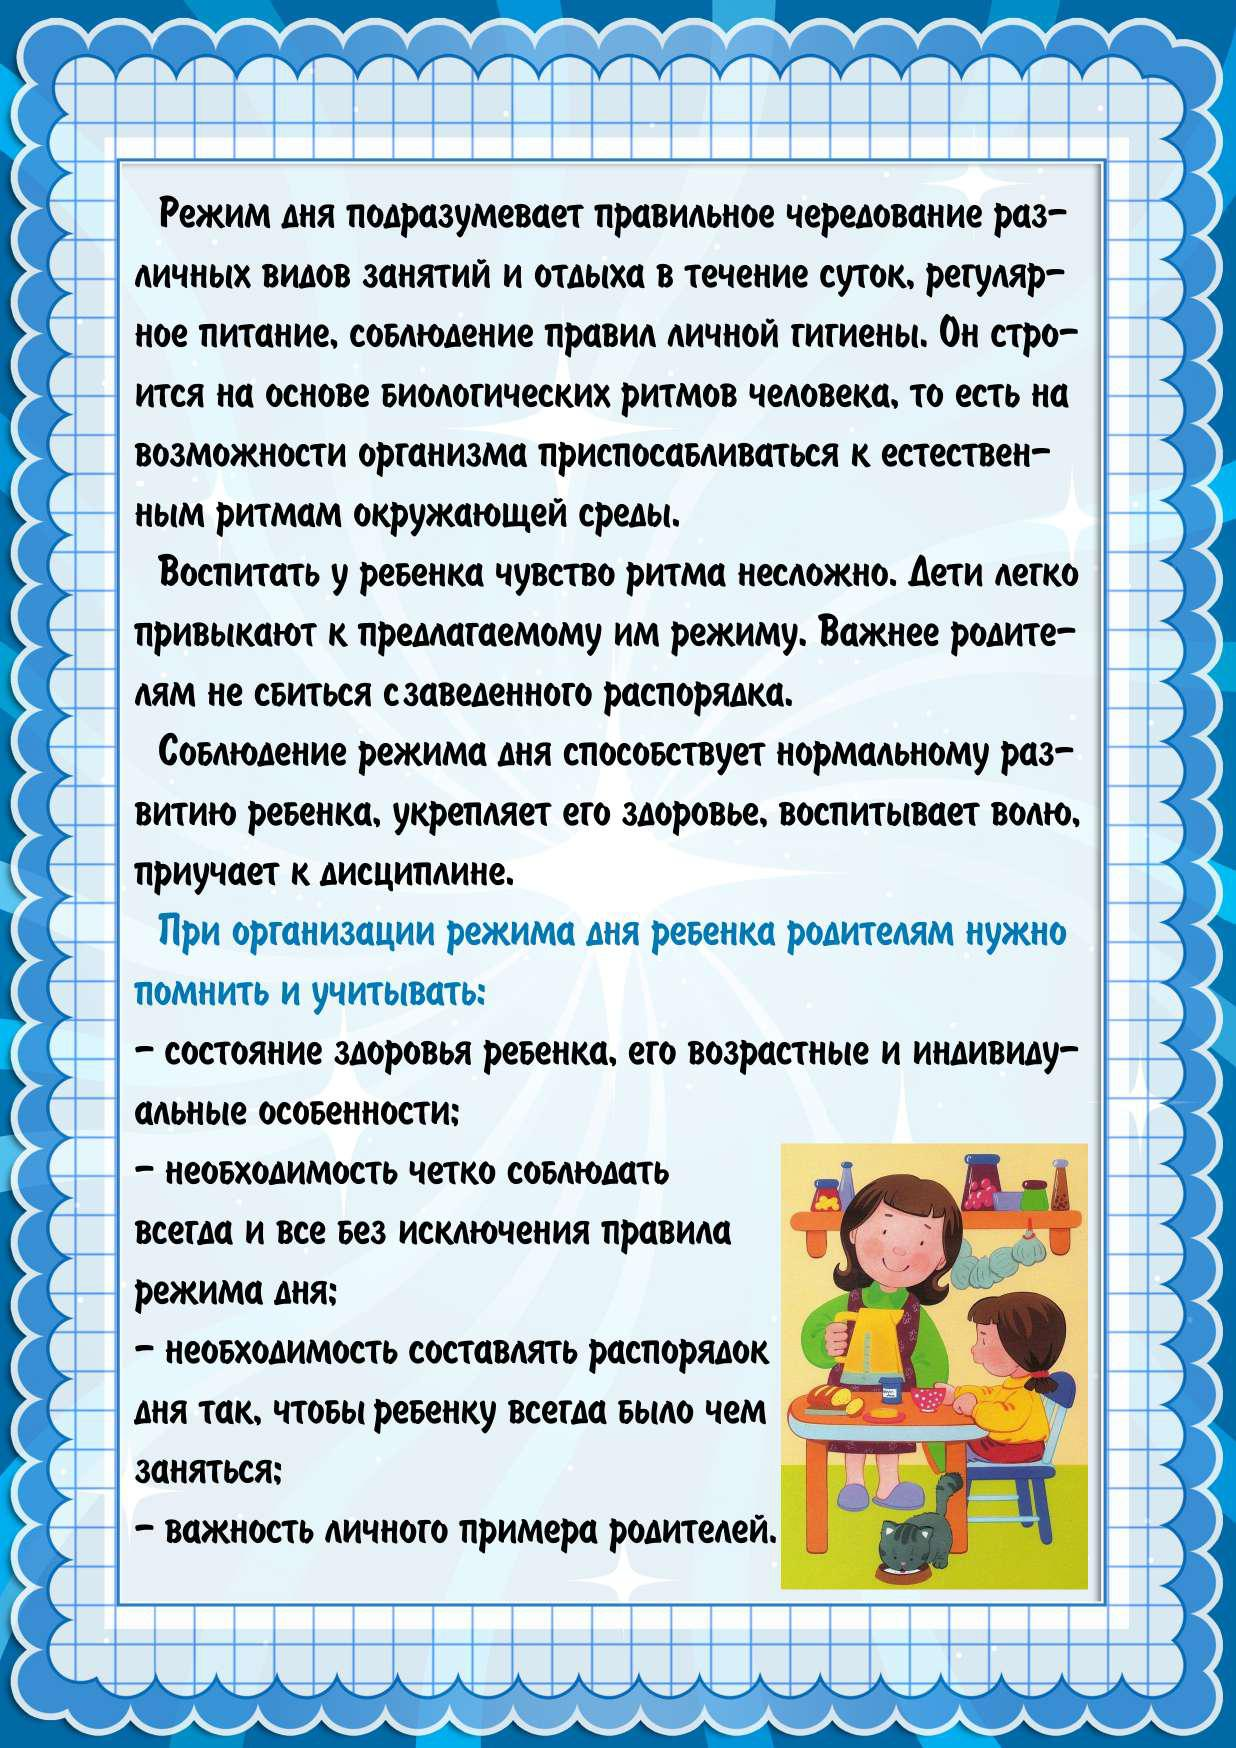 Режим дня подразумевает правильное чередование раз-
личных видов занятий и отдыха в течение суток, регуляр-
ное питание, соблюдение правил личной гигиены. Он стро-
ится на основе биологических ритмов человека, то есть на
возможности организма приспосабливаться к естествен-
ным ритмам окружающей среды.
Воспитать у ребенка чувство ритма несложно. Дети легко
привыкают к предлагаемому им режиму. Важнее родите-
лям не сбиться с заведенного распорядка.
Соблюдение режима дня способствует нормальному раз-
витию ребенка, укрепляет его здоровье, воспитывает волю,
приучает к дисциплине.
При организации режима дня ребенка родителям нужно
помнить и учитывать:
- состояние здоровья ребенка, его возрастные и индивиду-
альные особенности;
- необходимость четко соблюдать
всегда и все без исключения правила
режима дня;
- необходимость составлять распорядок
дня так, чтобы ребенку всегда было чем
заняться;
- важность личного примера родителей.